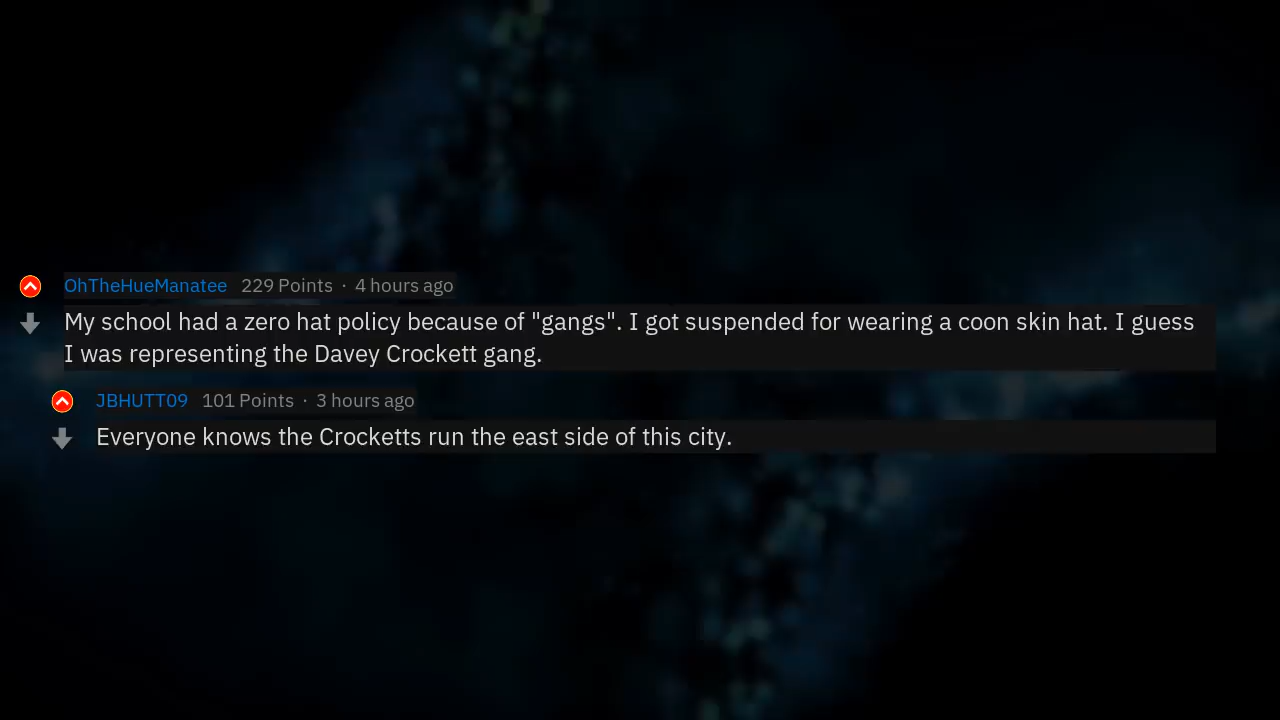 OhTheHueManatee 229 Points · 4 hours ago
My school had a zero hat policy because of "gangs". I got suspended for wearing a coon skin hat. I guess
I was representing the Davey Crockett gang.
JBHUTT09 101 Points · 3 hours ago
Everyone knows the Crocketts run the east side of this city.